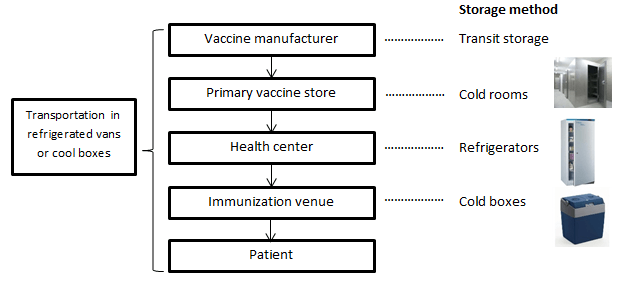 Storage method
Vaccine manufacturer ..................... Transit storage
Primary vaccine store ..................... Cold rooms
Transportation in
refrigerated vans
or cool boxes
Health center ..................... Refrigerators
Immunization venue ..................... Cold boxes
Patient